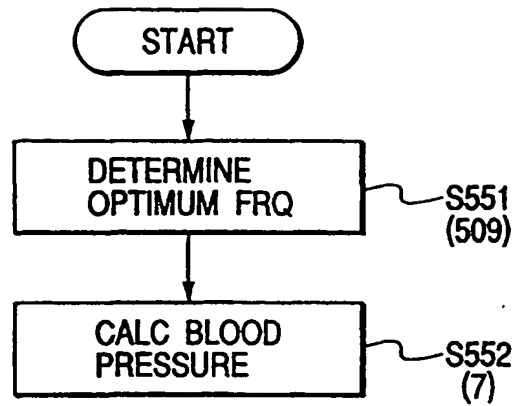 START
DETERMINE
OPTIMUM FRQ
S551
(509)
CALC BLOOD
PRESSURE
S552
(7)